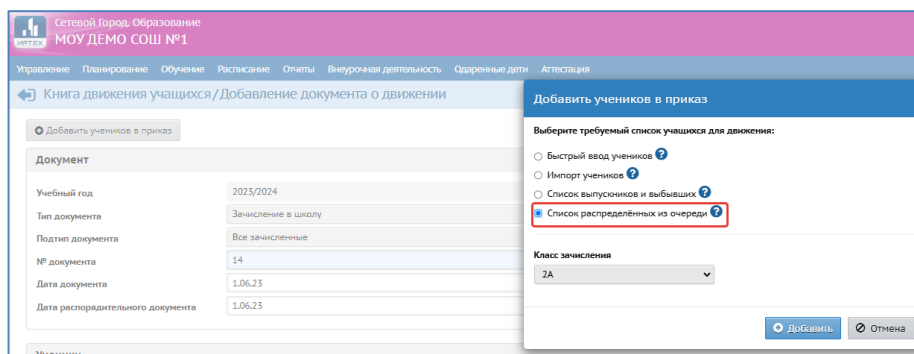 Сетевой Город. Образование
ИРТЕХ
МОУ ДЕМО СОШ №1
Управление Планирование Обучение Расписание Отчеты Внеурочная деятельность Одаренные дети Аттестация
Книга движения учащихся/Добавление документа о движении
Добавить учеников в приказ
Документ
Учебный год 2023/2024
Тип документа Зачисление в школу
Подтип документа Все зачисленные
№ документа 14
Дата документа 1.06.23
Дата распорядительного документа 1.06.23
Добавить учеников в приказ
Выберите требуемый список учащихся для движения:
Быстрый ввод учеников ?
Импорт учеников ?
Список выпускников и выбывших ?
Список распределённых из очереди ?
Класс зачисления
2А
Добавить Отмена